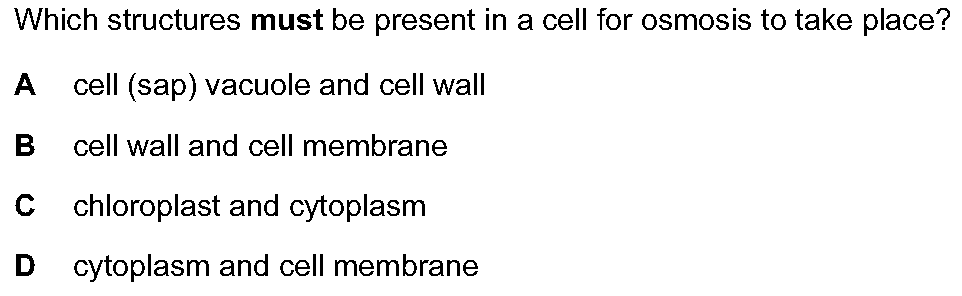 Which structures must be present in a cell for osmosis to take place?
A cell (sap) vacuole and cell wall
B cell wall and cell membrane
C chloroplast and cytoplasm
D cytoplasm and cell membrane